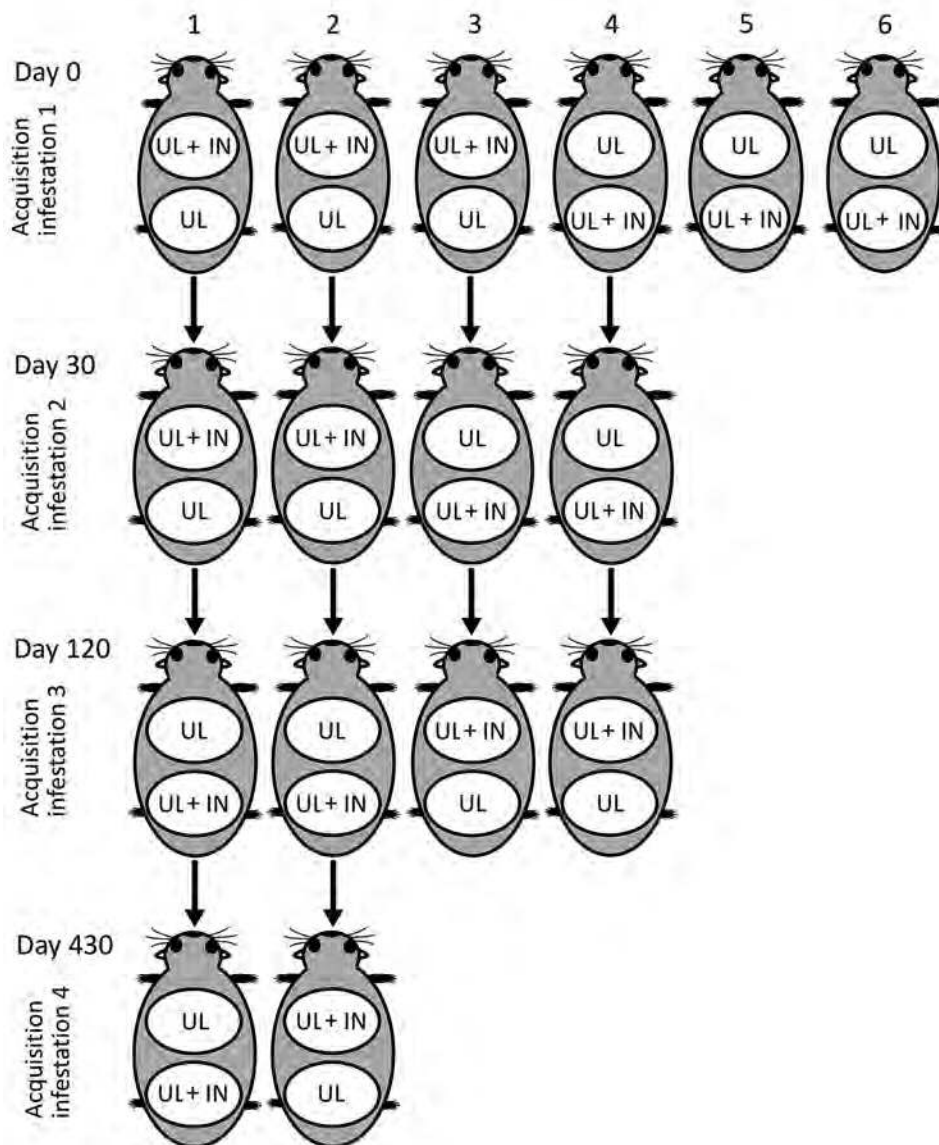 1 2 3 4 5 6
Day 0
Acquisition
infestation 1
UL + IN UL + IN UL + IN UL UL UL
UL UL UL UL + IN UL + IN UL + IN
Day 30
Acquisition
infestation 2
UL + IN UL + IN UL UL
UL UL UL + IN UL + IN
Day 120
Acquisition
infestation 3
UL UL UL + IN UL + IN
UL + IN UL + IN UL UL
Day 430
Acquisition
infestation 4
UL UL + IN
UL + IN UL